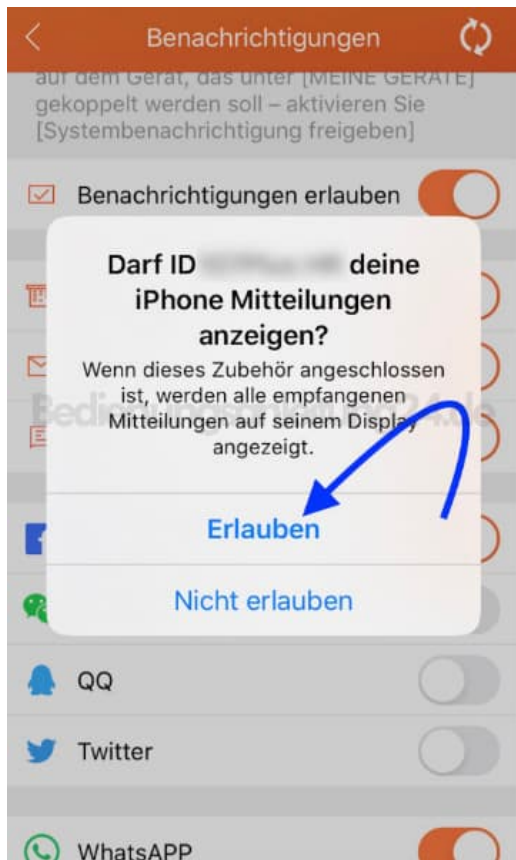 Benachrichtigungen
auf dem Gerät, das unter [MEINE GERÄTE]
gekoppelt werden soll – aktivieren Sie
[Systembenachrichtigung freigeben]
Benachrichtigungen erlauben
Darf ID deine
iPhone Mitteilungen
anzeigen?
Wenn dieses Zubehör angeschlossen
ist, werden alle empfangenen
Mitteilungen auf seinem Display
angezeigt.
Erlauben
Nicht erlauben
QQ
Twitter
WhatsAPP